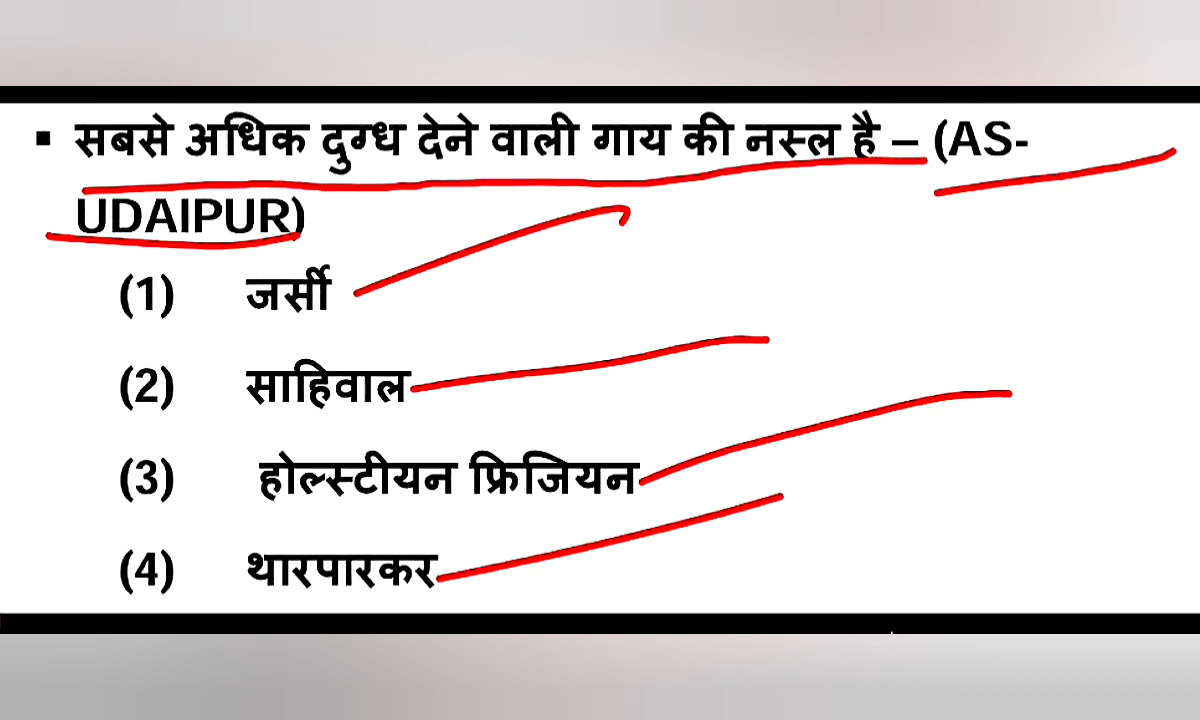 ▪ सबसे अधिक दुग्ध देने वाली गाय की नस्ल है – (AS-
UDAIPUR)
(1) जर्सी
(2) साहिवाल
(3) होल्स्टीयन फ्रिजियन
(4) थारपारकर